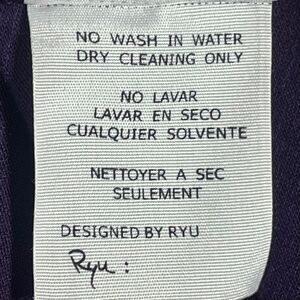 NO WASH IN WATER
DRY CLEANING ONLY
NO LAVAR
LAVAR EN SECO
CUALQUIER SOLVENTE
NETTOYER A SEC
SEULEMENT
DESIGNED BY RYU
Ryu :